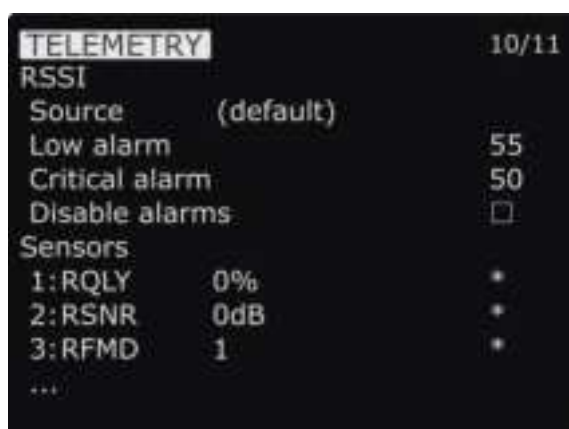 TELEMETRY 10/11
RSSI
Source (default)
Low alarm 55
Critical alarm 50
Disable alarms
Sensors
1:RQLY 0% *
2:RSNR 0dB *
3:RFMD 1 *
...